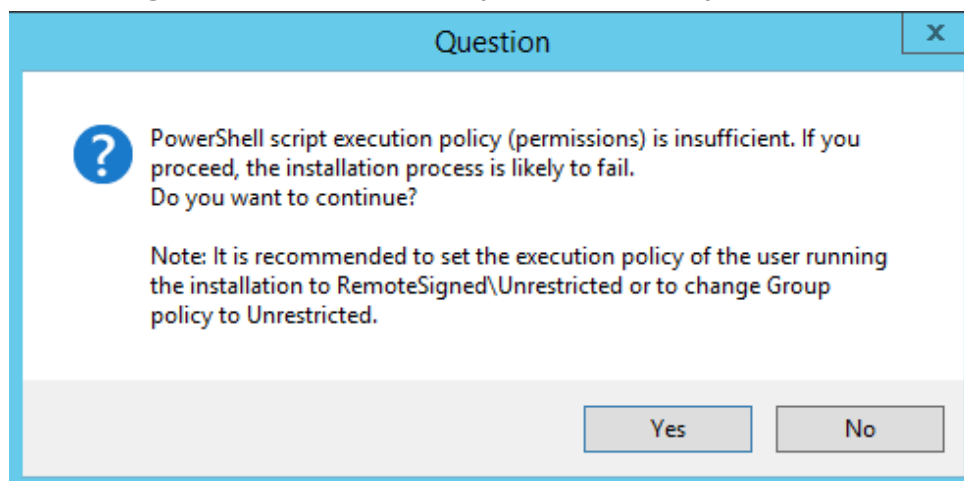 Question
x
?
PowerShell script execution policy (permissions) is insufficient. If you
proceed, the installation process is likely to fail.
Do you want to continue?
Note: It is recommended to set the execution policy of the user running
the installation to RemoteSigned\Unrestricted or to change Group
policy to Unrestricted.
Yes
No